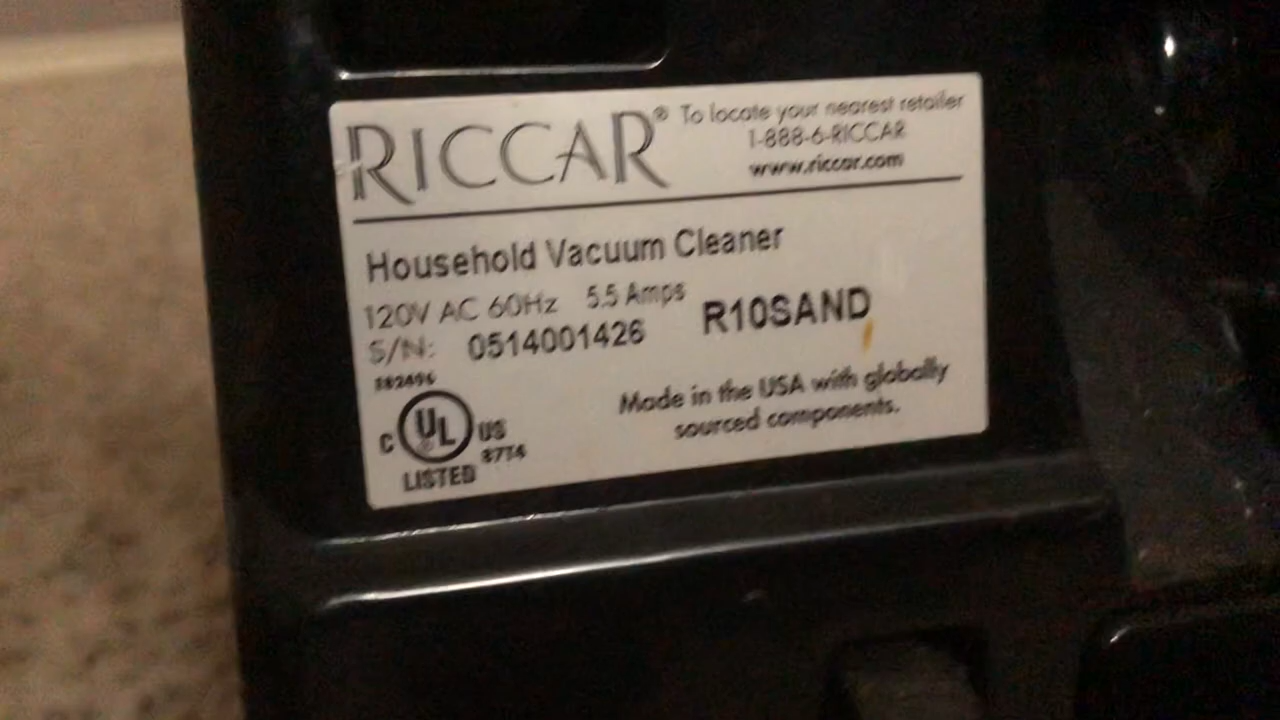 RICCAR® To locate your nearest retailer
1-888-6-RICCAR
www.riccar.com
Household Vacuum Cleaner
120V AC 60Hz 5.5 Amps
S/N: 0514001426 R10SAND
Made in the USA with globally
sourced components.
C UL US
LISTED